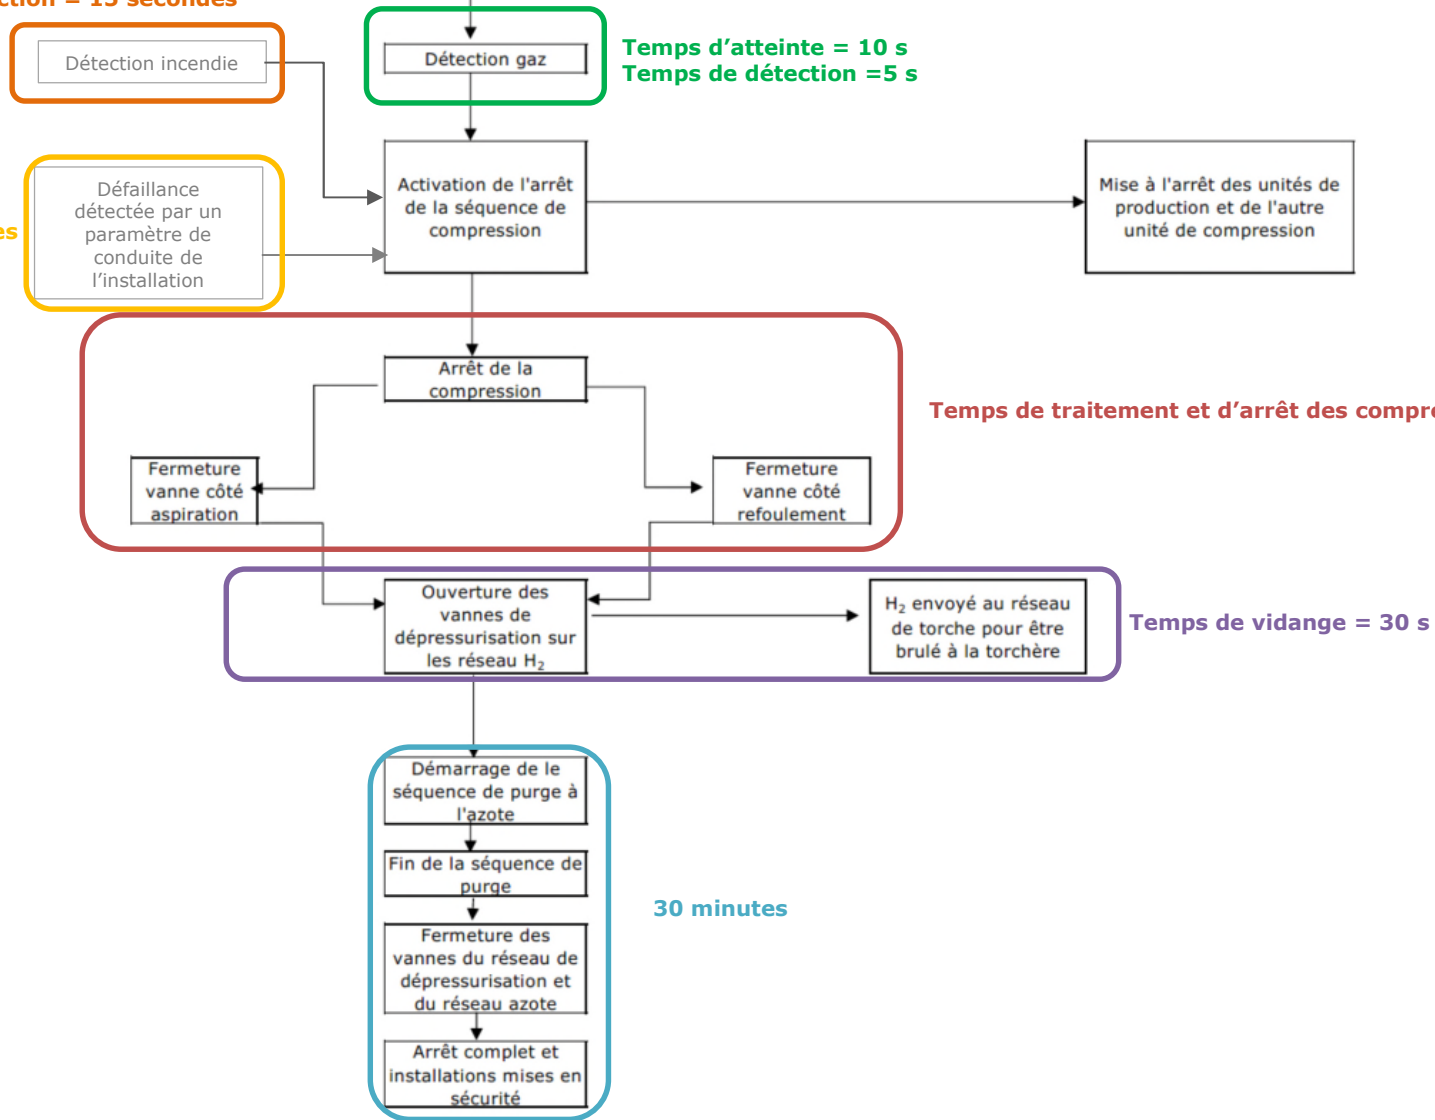 = 15 secondes
Détection incendie
Détection gaz
Temps d’atteinte = 10 s
Temps de détection =5 s
Défaillance
détectée par un
paramètre de
conduite de
l’installation
Activation de l'arrêt
de la séquence de
compression
Mise à l'arrêt des unités de
production et de l'autre
unité de compression
Arrêt de la
compression
Temps de traitement et d’arrêt des
Fermeture
vanne côté
aspiration
Fermeture
vanne côté
refoulement
Ouverture des
vannes de
dépressurisation sur
les réseau H₂
H₂ envoyé au réseau
de torche pour être
brulé à la torchère
Temps de vidange = 30 s
Démarrage de le
séquence de purge à
l'azote
Fin de la séquence de
purge
30 minutes
Fermeture des
vannes du réseau de
dépressurisation et
du réseau azote
Arrêt complet et
installations mises en
sécurité